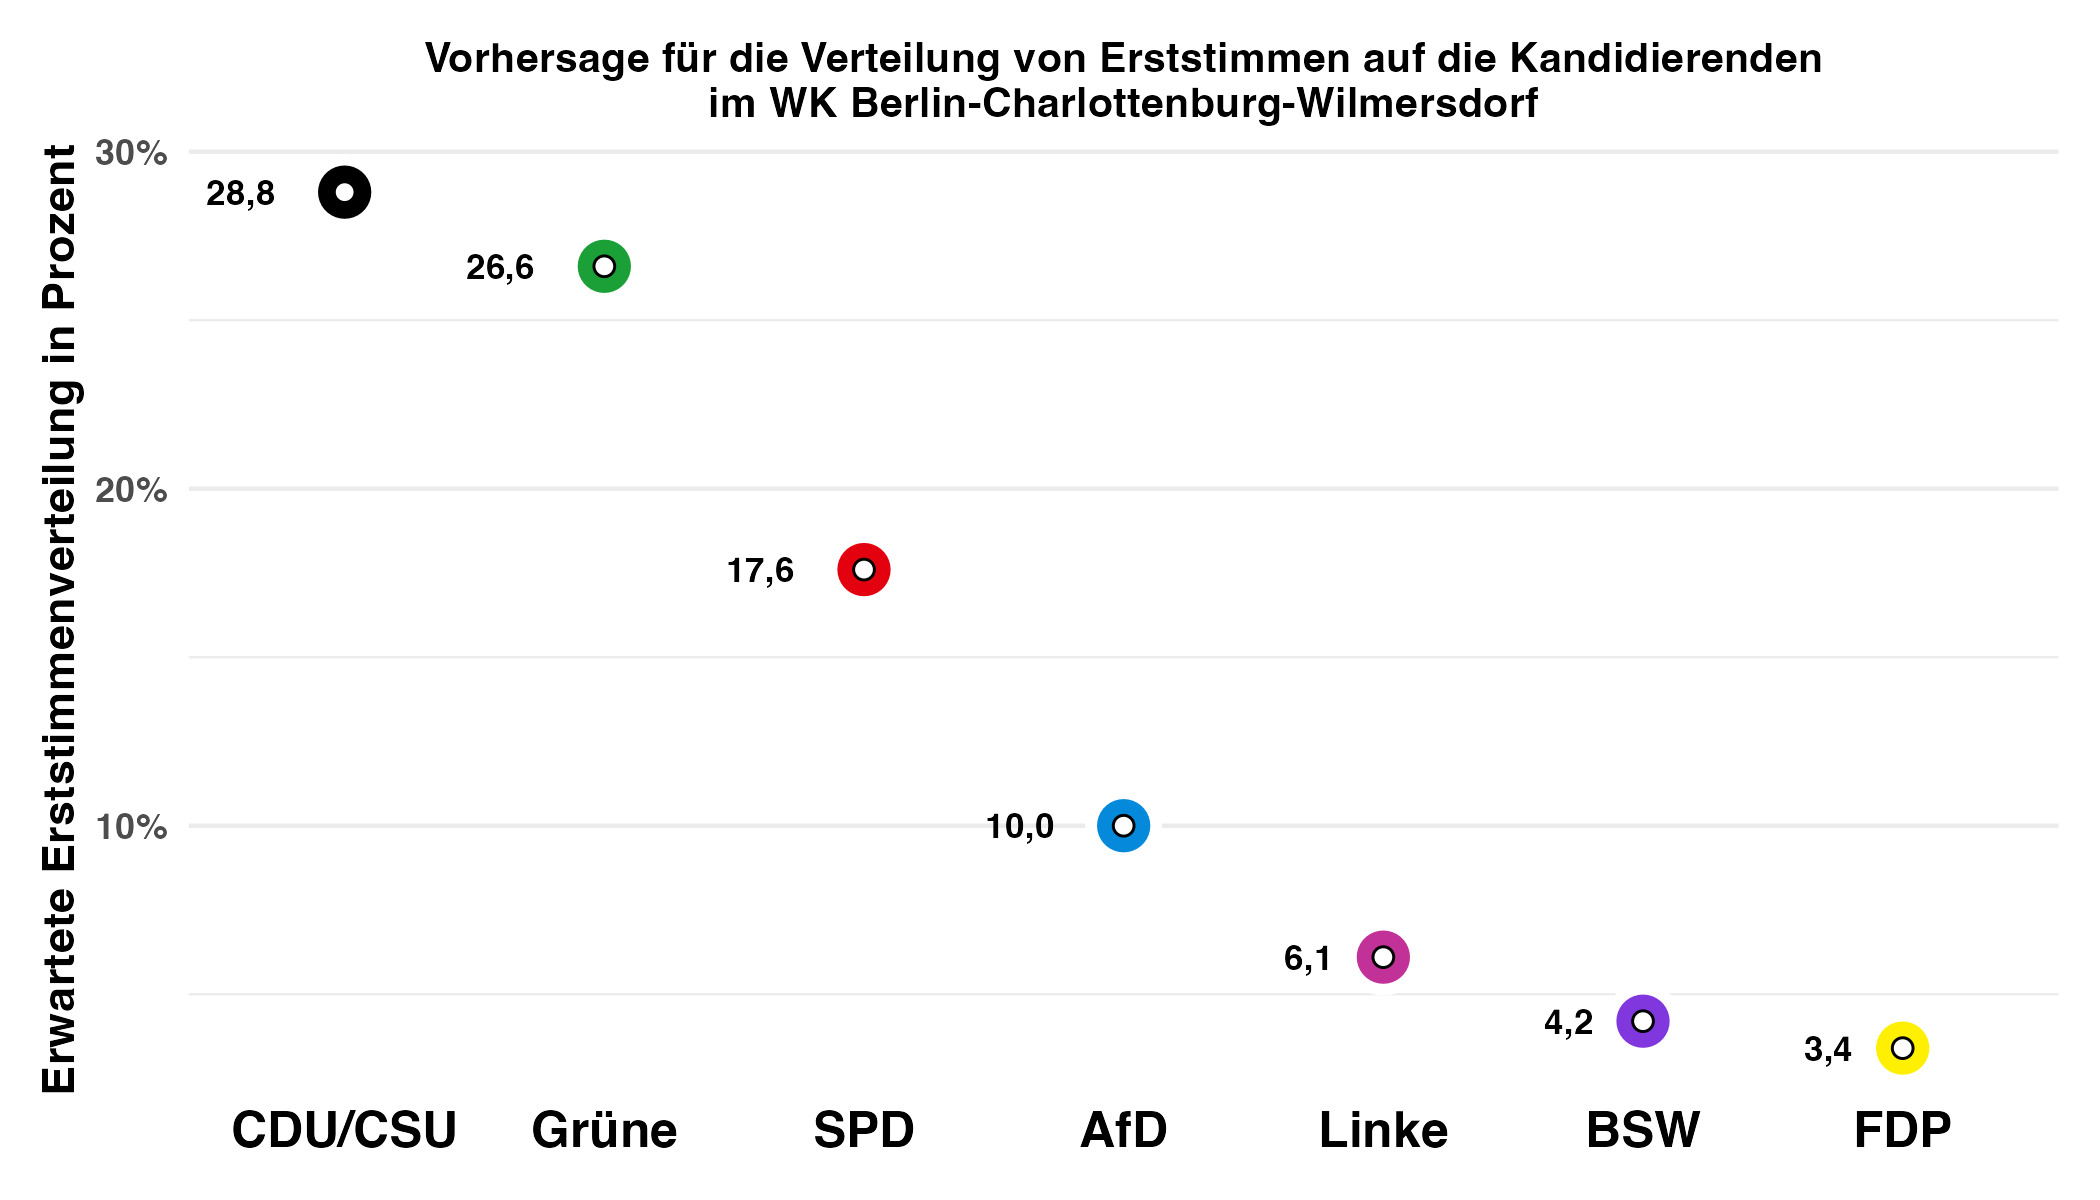 Vorhersage für die Verteilung von Erststimmen auf die Kandidierenden
im WK Berlin-Charlottenburg-Wilmersdorf
Erwartete Erststimmenverteilung in Prozent
30%
20%
10%
28,8
26,6
17,6
10,0
6,1
4,2
3,4
CDU/CSU
Grüne
SPD
AfD
Linke
BSW
FDP